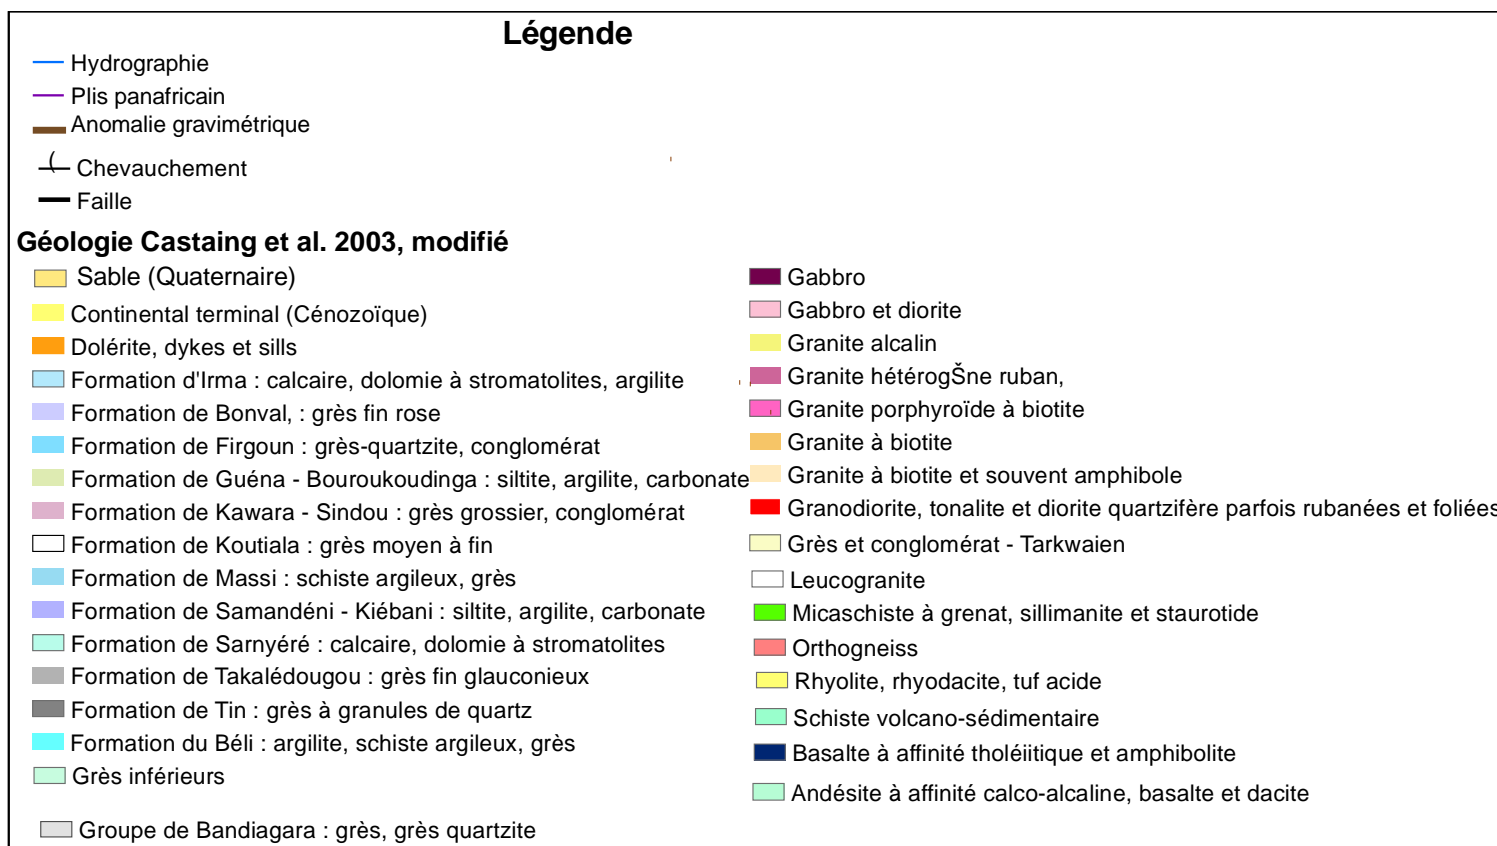 Légende
Hydrographie
Plis panafricain
Anomalie gravimétrique
Chevauchement
Faille
Géologie Castaing et al. 2003, modifié
Sable (Quaternaire)
Continental terminal (Cénozoïque)
Dolérite, dykes et sills
Formation d'Irma : calcaire, dolomie à stromatolites, argilite
Formation de Bonval, : grès fin rose
Formation de Firgoun : grès-quartzite, conglomérat
Formation de Guéna - Bouroukoudinga : siltite, argilite, carbonate
Formation de Kawara - Sindou : grès grossier, conglomérat
Formation de Koutiala : grès moyen à fin
Formation de Massi : schiste argileux, grès
Formation de Samandéni - Kiébani : siltite, argilite, carbonate
Formation de Sarnyéré : calcaire, dolomie à stromatolites
Formation de Takalédougou : grès fin glauconieux
Formation de Tin : grès à granules de quartz
Formation du Béli : argilite, schiste argileux, grès
Grès inférieurs
Groupe de Bandiagara : grès, grès quartzite
Gabbro
Gabbro et diorite
Granite alcalin
Granite hétérogŠne ruban,
Granite porphyroïde à biotite
Granite à biotite
Granite à biotite et souvent amphibole
Granodiorite, tonalite et diorite quartzifère parfois rubanées et foliées
Grès et conglomérat - Tarkwaien
Leucogranite
Micaschiste à grenat, sillimanite et staurotide
Orthogneiss
Rhyolite, rhyodacite, tuf acide
Schiste volcano-sédimentaire
Basalte à affinité tholéiitique et amphibolite
Andésite à affinité calco-alcaline, basalte et dacite